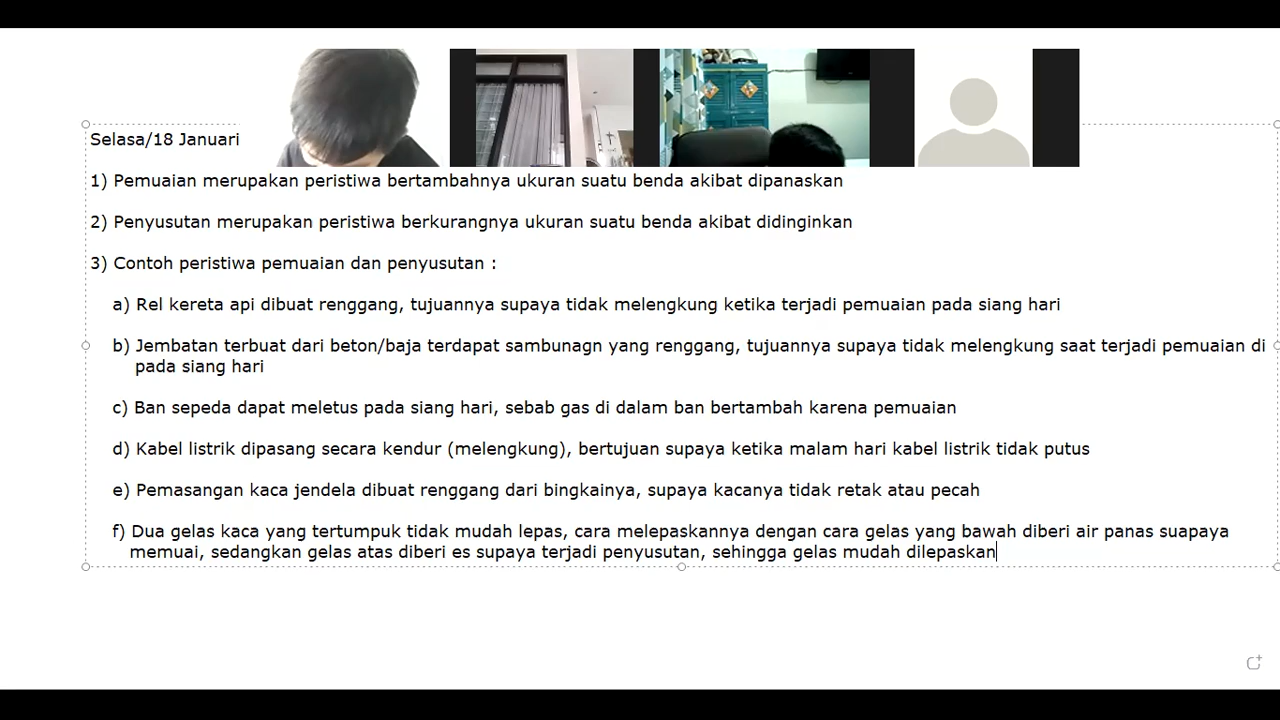 Selasa/18 Januari
1) Pemuaian merupakan peristiwa bertambahnya ukuran suatu benda akibat dipanaskan
2) Penyusutan merupakan peristiwa berkurangnya ukuran suatu benda akibat didinginkan
3) Contoh peristiwa pemuaian dan penyusutan :
a) Rel kereta api dibuat renggang, tujuannya supaya tidak melengkung ketika terjadi pemuaian pada siang hari
b) Jembatan terbuat dari beton/baja terdapat sambunagn yang renggang, tujuannya supaya tidak melengkung saat terjadi pemuaian di
pada siang hari
c) Ban sepeda dapat meletus pada siang hari, sebab gas di dalam ban bertambah karena pemuaian
d) Kabel listrik dipasang secara kendur (melengkung), bertujuan supaya ketika malam hari kabel listrik tidak putus
e) Pemasangan kaca jendela dibuat renggang dari bingkainya, supaya kacanya tidak retak atau pecah
f) Dua gelas kaca yang tertumpuk tidak mudah lepas, cara melepaskannya dengan cara gelas yang bawah diberi air panas suapaya
memuai, sedangkan gelas atas diberi es supaya terjadi penyusutan, sehingga gelas mudah dilepaskan